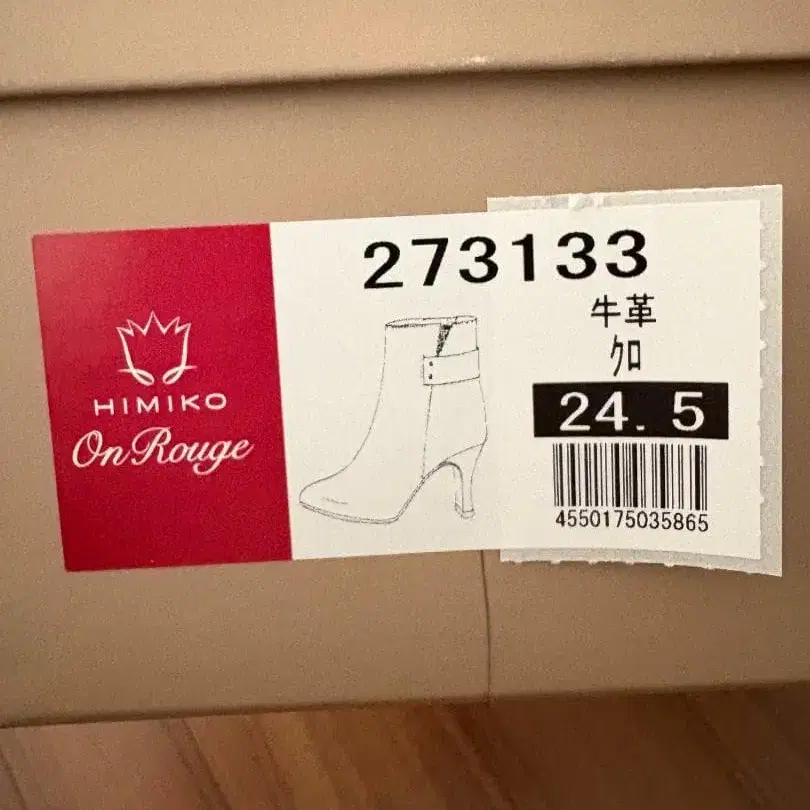 HIMIKO
On Rouge
273133
牛革
ｸﾛ
24.5
4550175035865